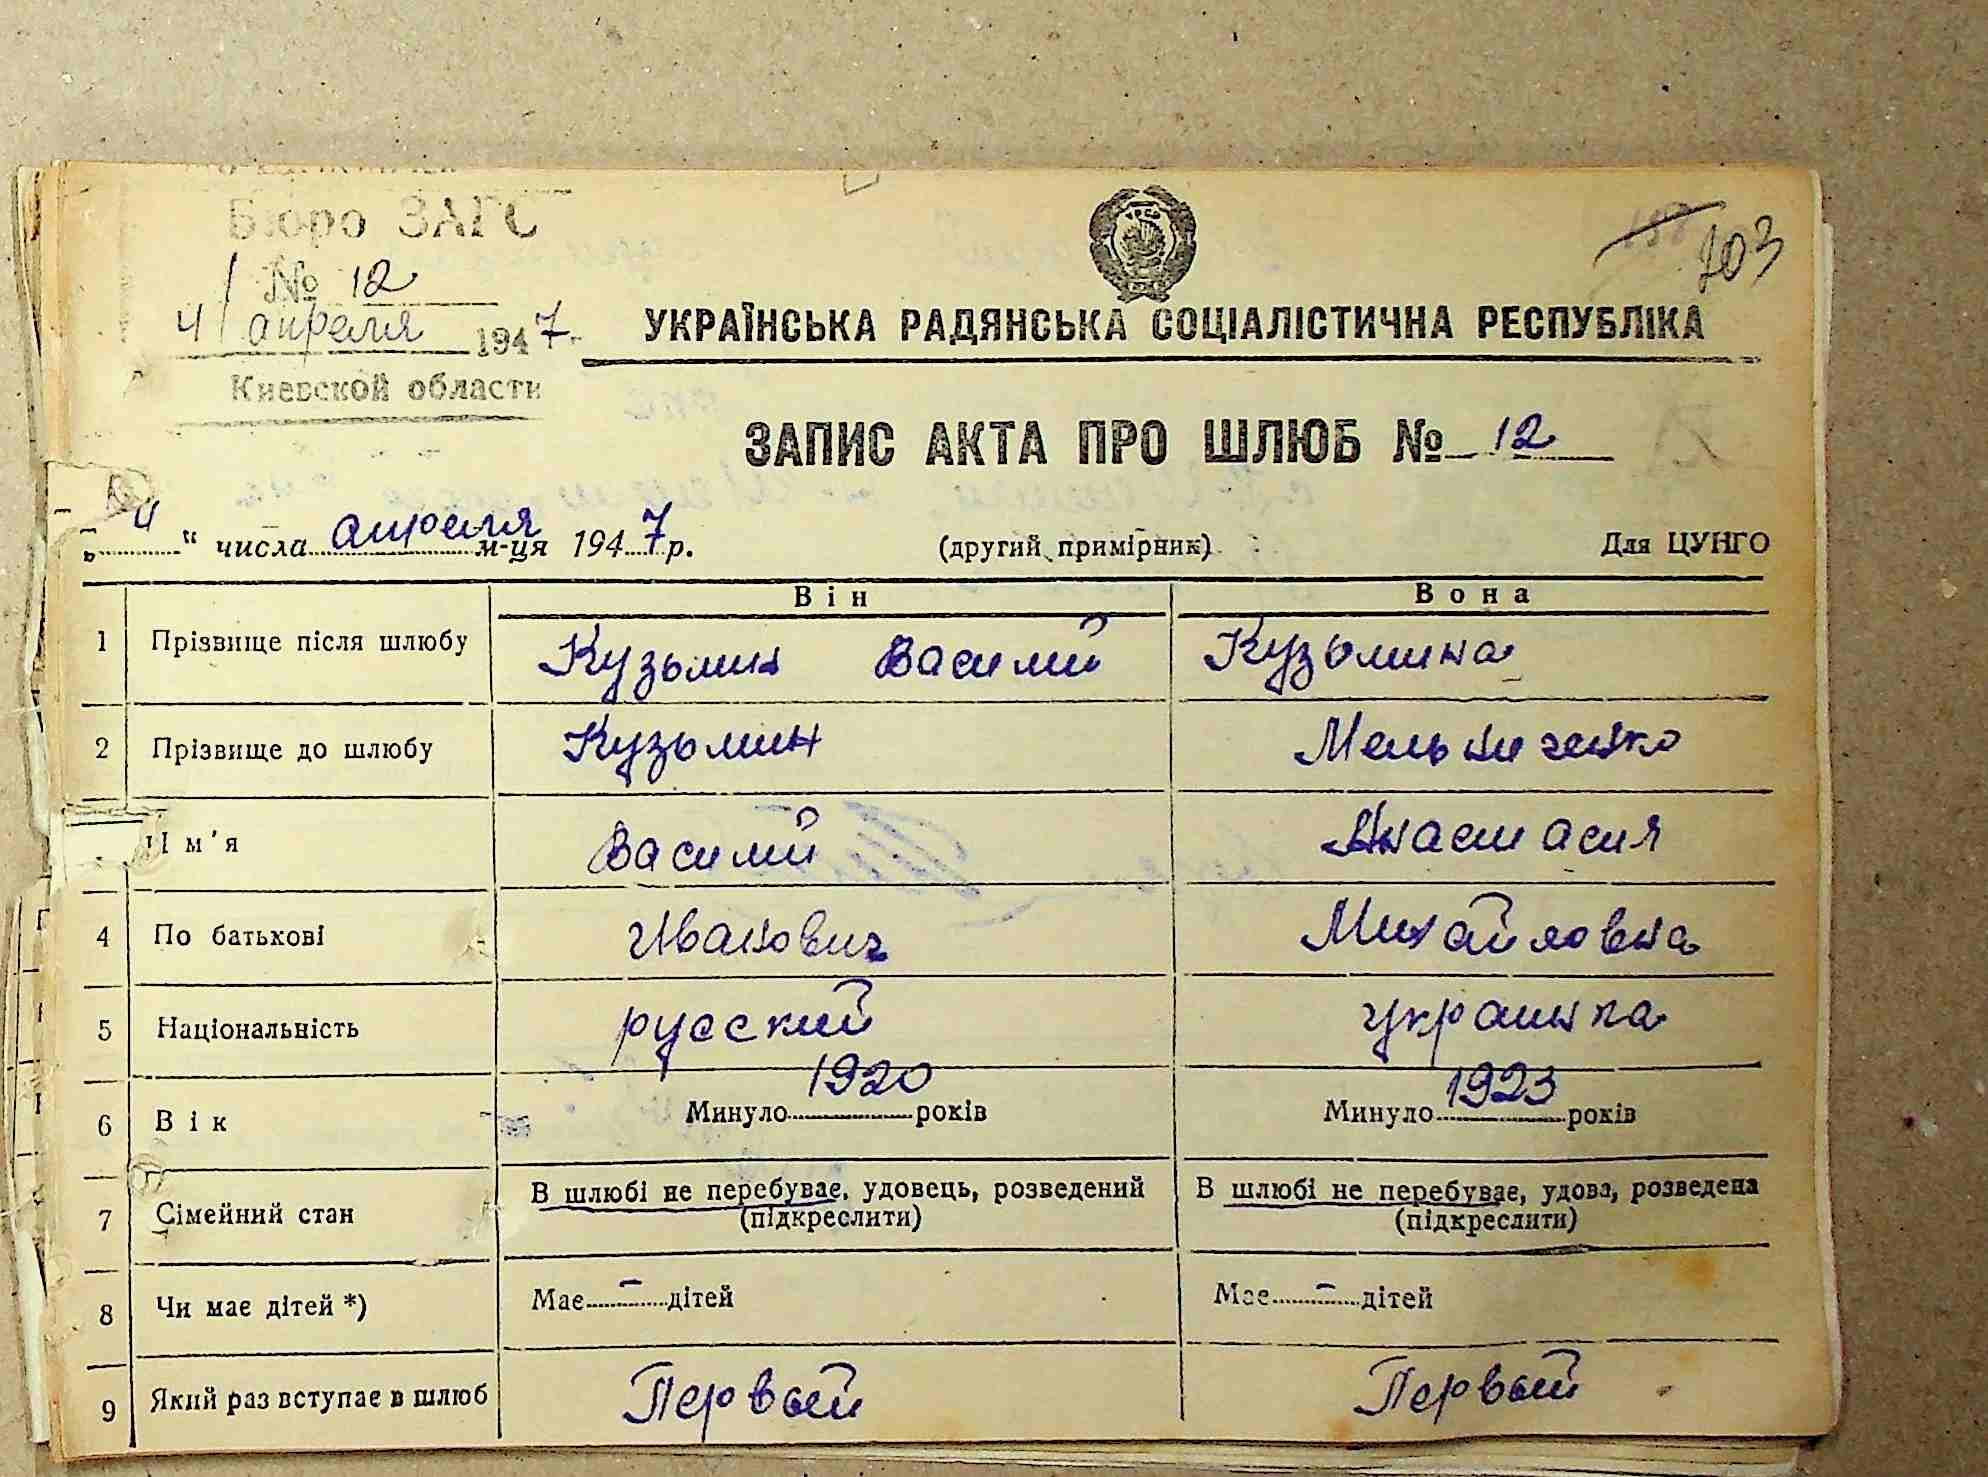 Бюро ЗАГС
№ 12
4 апреля 1947
Киевской области
103
УКРАЇНСЬКА РАДЯНСЬКА СОЦІАЛІСТИЧНА РЕСПУБЛІКА
ЗАПИС АКТА ПРО ШЛЮБ № 12
„ 4 “ числа апреля м-ця 1947 р. (другий примірник) Для ЦУНГО
Він Вона
1 Прізвище після шлюбу Кузьмин Василий Кузьмина
2 Прізвище до шлюбу Кузьмин Мельниченко
Им'я Василий Анастасия
4 По батькові Иванович Михайловна
5 Національність русский украинка
6 Вік Минуло 1920 років Минуло 1923 років
7 Сімейний стан В шлюбі не перебуває, удовець, розведений В шлюбі не перебуває, удова, розведена
(підкреслити) (підкреслити)
8 Чи має дітей *) Має – дітей Має – дітей
9 Який раз вступає в шлюб Первый Первый